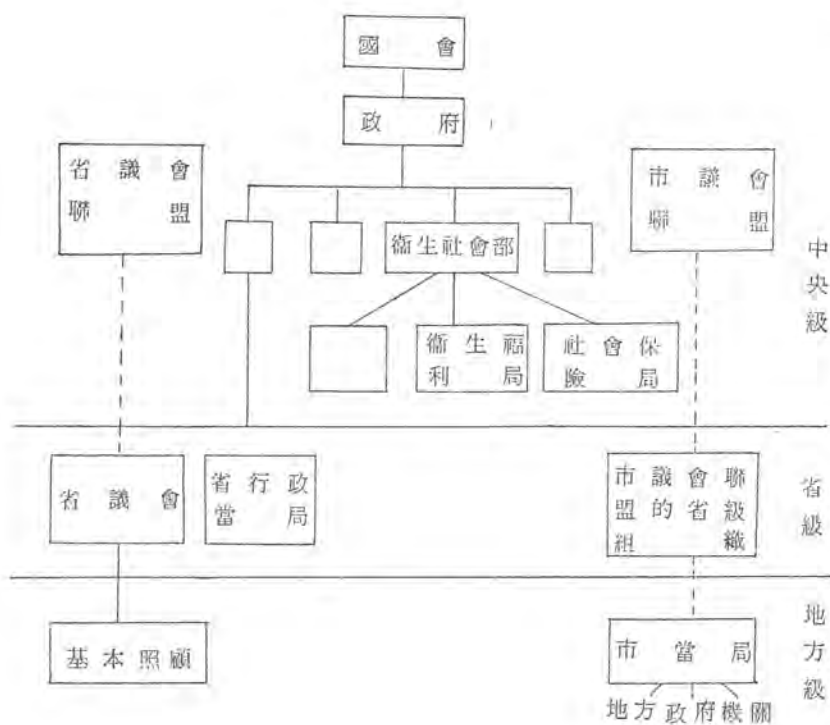 國會
政府
省議會
聯盟
市議會
聯盟
衞生社會部
中央級
衞生福
利局
社會保
險局
省議會
省行政
當局
市議會聯
盟的省級
組織
省級
基本照顧
市當局
地方政府機關
地方級